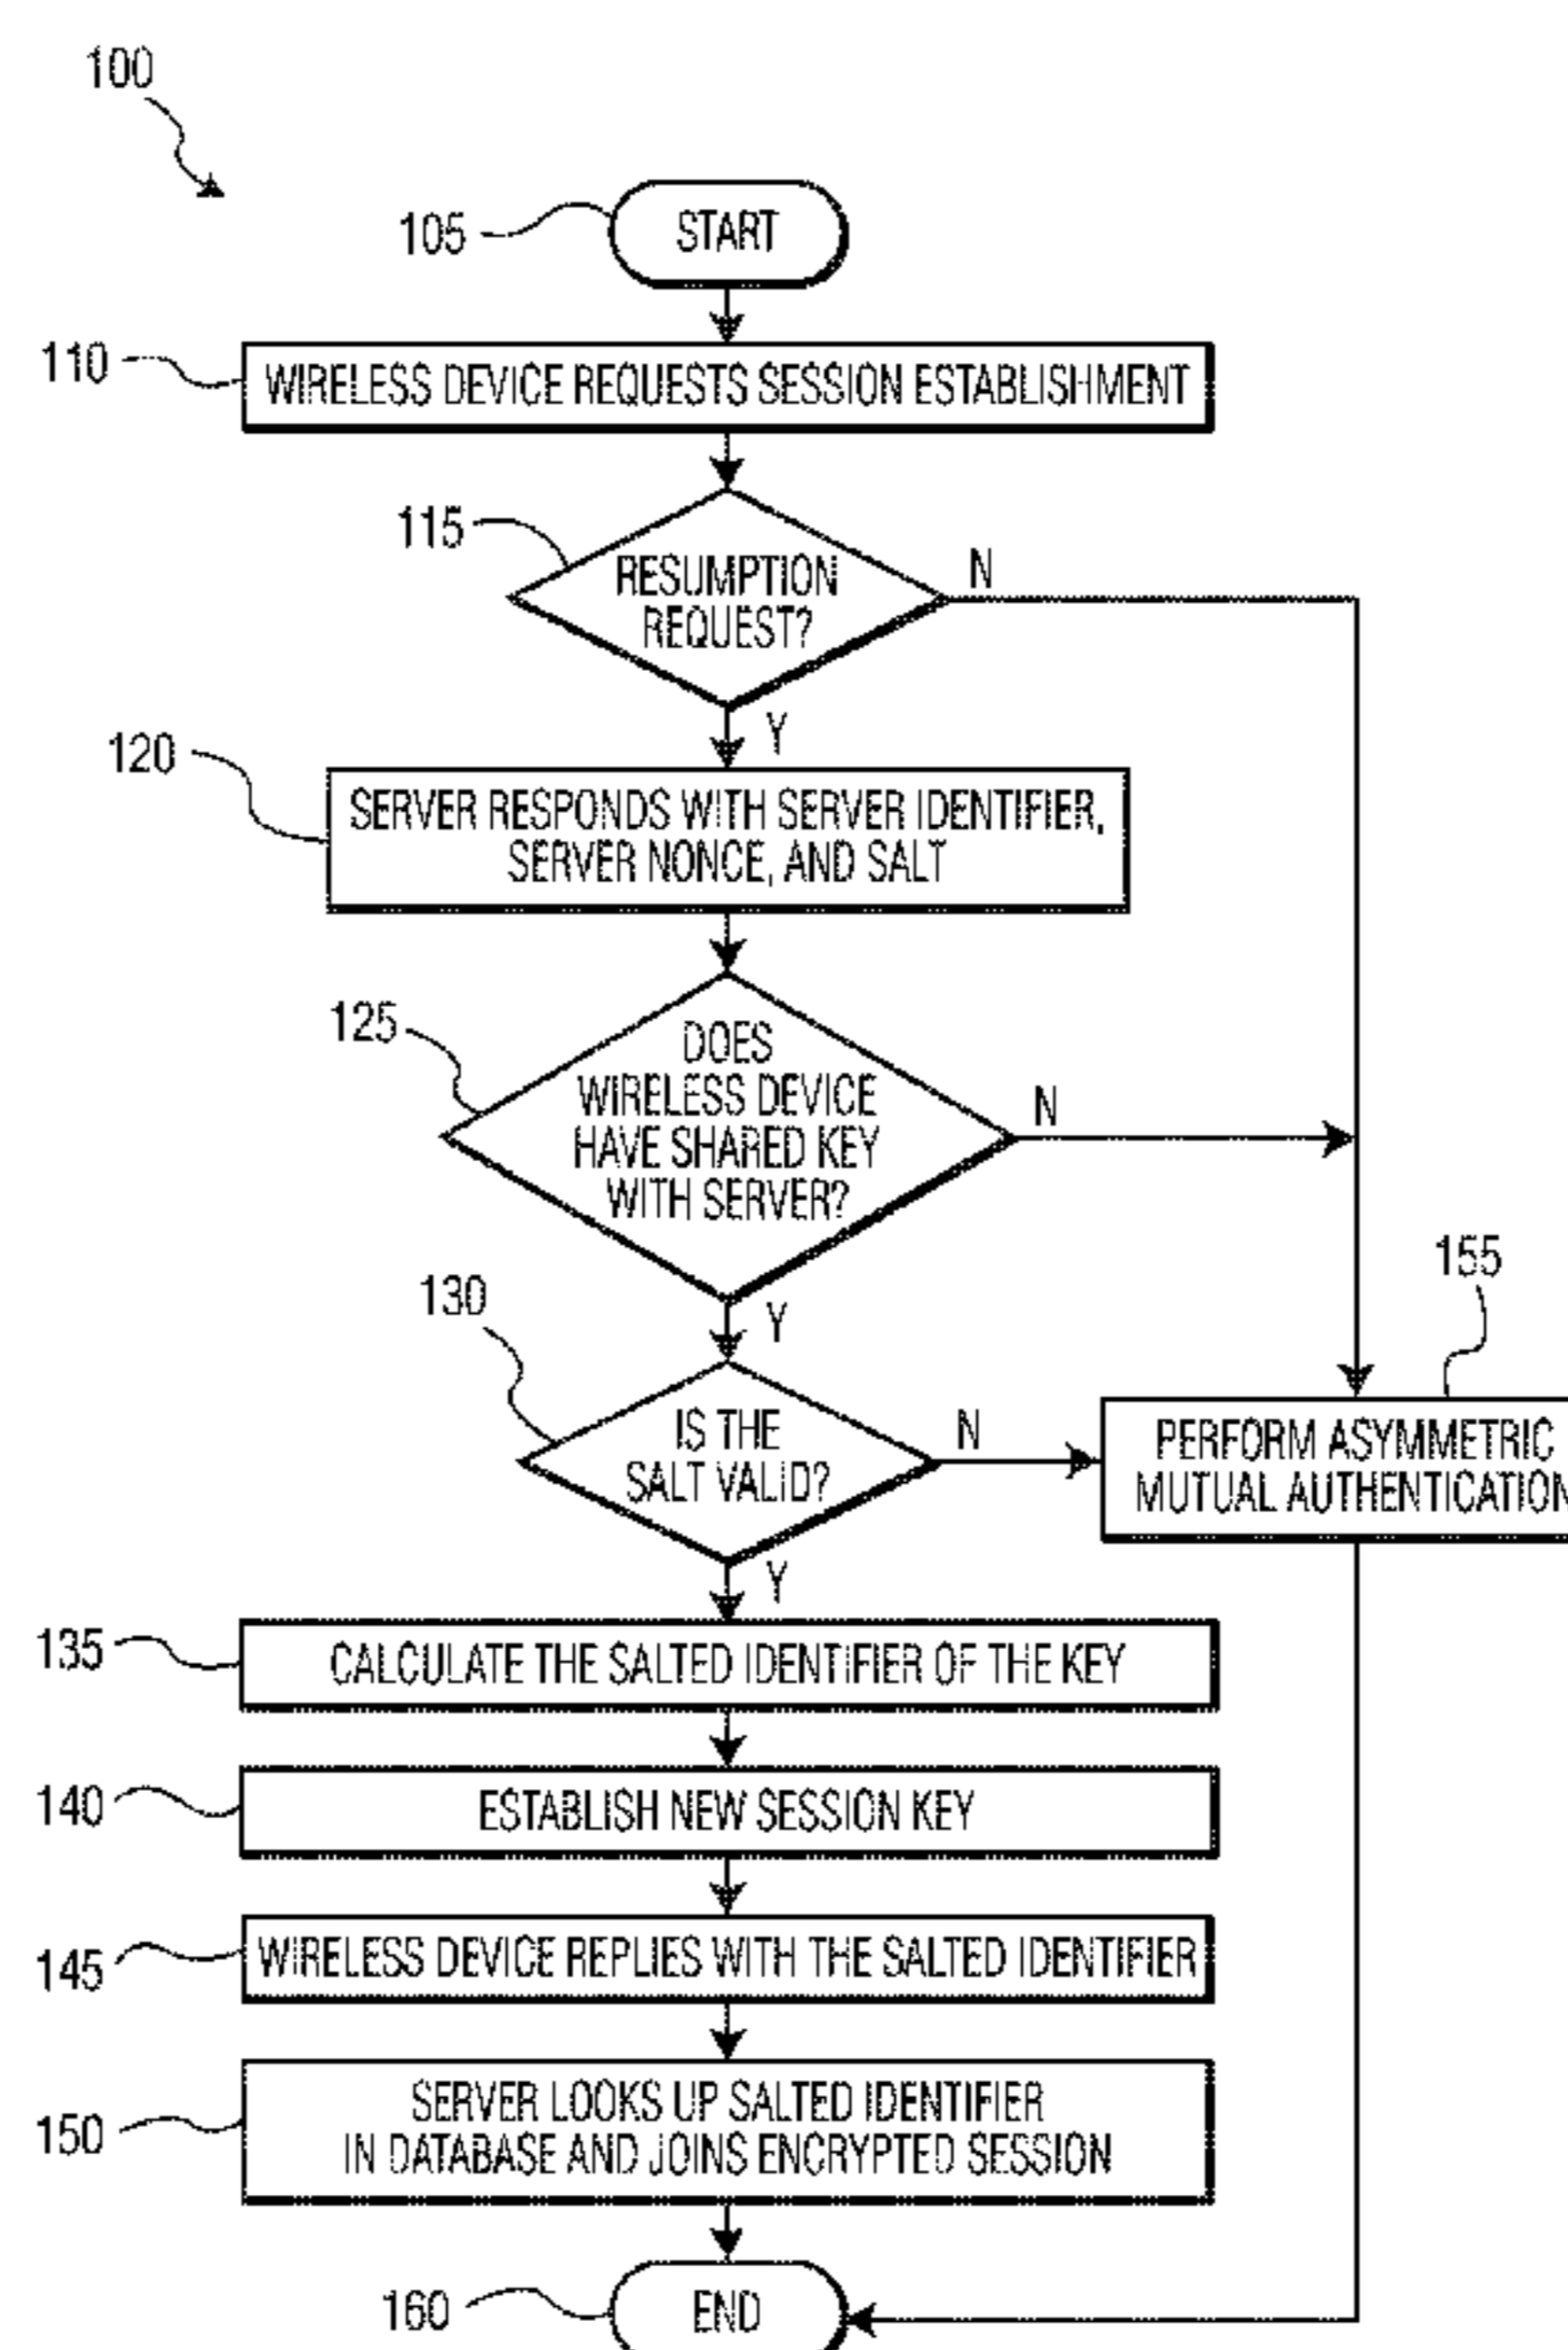 100
105
START
110
WIRELESS DEVICE REQUESTS SESSION ESTABLISHMENT
115
RESUMPTION
REQUEST?
N
Y
120
SERVER RESPONDS WITH SERVER IDENTIFIER,
SERVER NONCE, AND SALT
125
DOES
WIRELESS DEVICE
HAVE SHARED KEY
WITH SERVER?
N
Y
130
IS THE
SALT VALID?
N
Y
155
PERFORM ASYMMETRIC
MUTUAL AUTHENTICATION
135
CALCULATE THE SALTED IDENTIFIER OF THE KEY
140
ESTABLISH NEW SESSION KEY
145
WIRELESS DEVICE REPLIES WITH THE SALTED IDENTIFIER
150
SERVER LOOKS UP SALTED IDENTIFIER
IN DATABASE AND JOINS ENCRYPTED SESSION
160
END